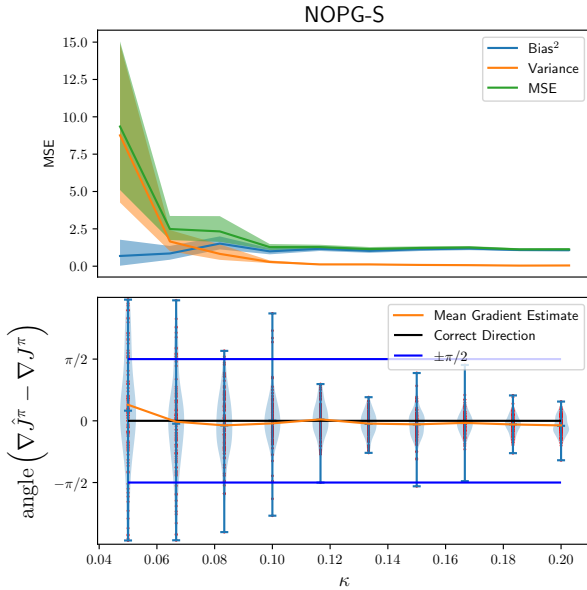 NOPG-S
15.0
12.5
10.0
7.5
5.0
2.5
0.0
MSE
Bias²
Variance
MSE
π/2
0
−π/2
angle (∇Ĵ^π − ∇J^π)
Mean Gradient Estimate
Correct Direction
±π/2
0.04 0.06 0.08 0.10 0.12 0.14 0.16 0.18 0.20
κ